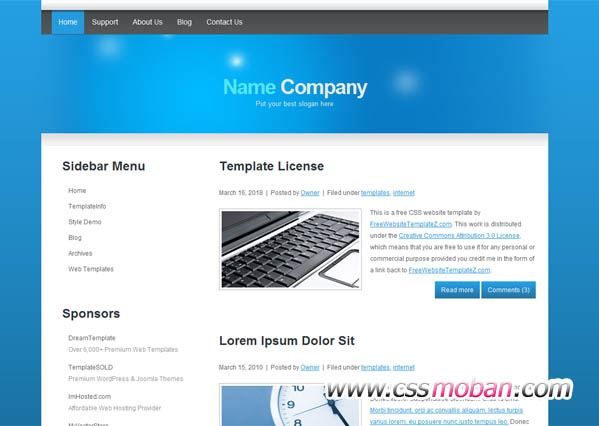 Home Support About Us Blog Contact Us
Name Company
Put your best slogan here
Sidebar Menu
Home
TemplateInfo
Style Demo
Blog
Archives
Web Templates
Sponsors
DreamTemplate
Over 6,000+ Premium Web Templates
TemplateSOLD
Premium WordPress & Joomla Themes
ImHosted.com
Affordable Web Hosting Provider
MyVectorStore
Template License
March 16, 2018 | Posted by Owner | Filed under templates, internet
This is a free CSS website template by
FreeWebsiteTemplateZ.com. This work is distributed
under the Creative Commons Attribution 3.0 License,
which means that you are free to use it for any personal or
commercial purpose provided you credit me in the form of
a link back to FreeWebsiteTemplateZ.com.
Read more Comments (3)
Lorem Ipsum Dolor Sit
March 15, 2010 | Posted by Owner | Filed under templates, internet
www.cssmoban.com
Morbi tincidunt, orci ac convallis aliquam, lectus turpis
varius lorem, eu posuere nunc justo tempus leo. Donec